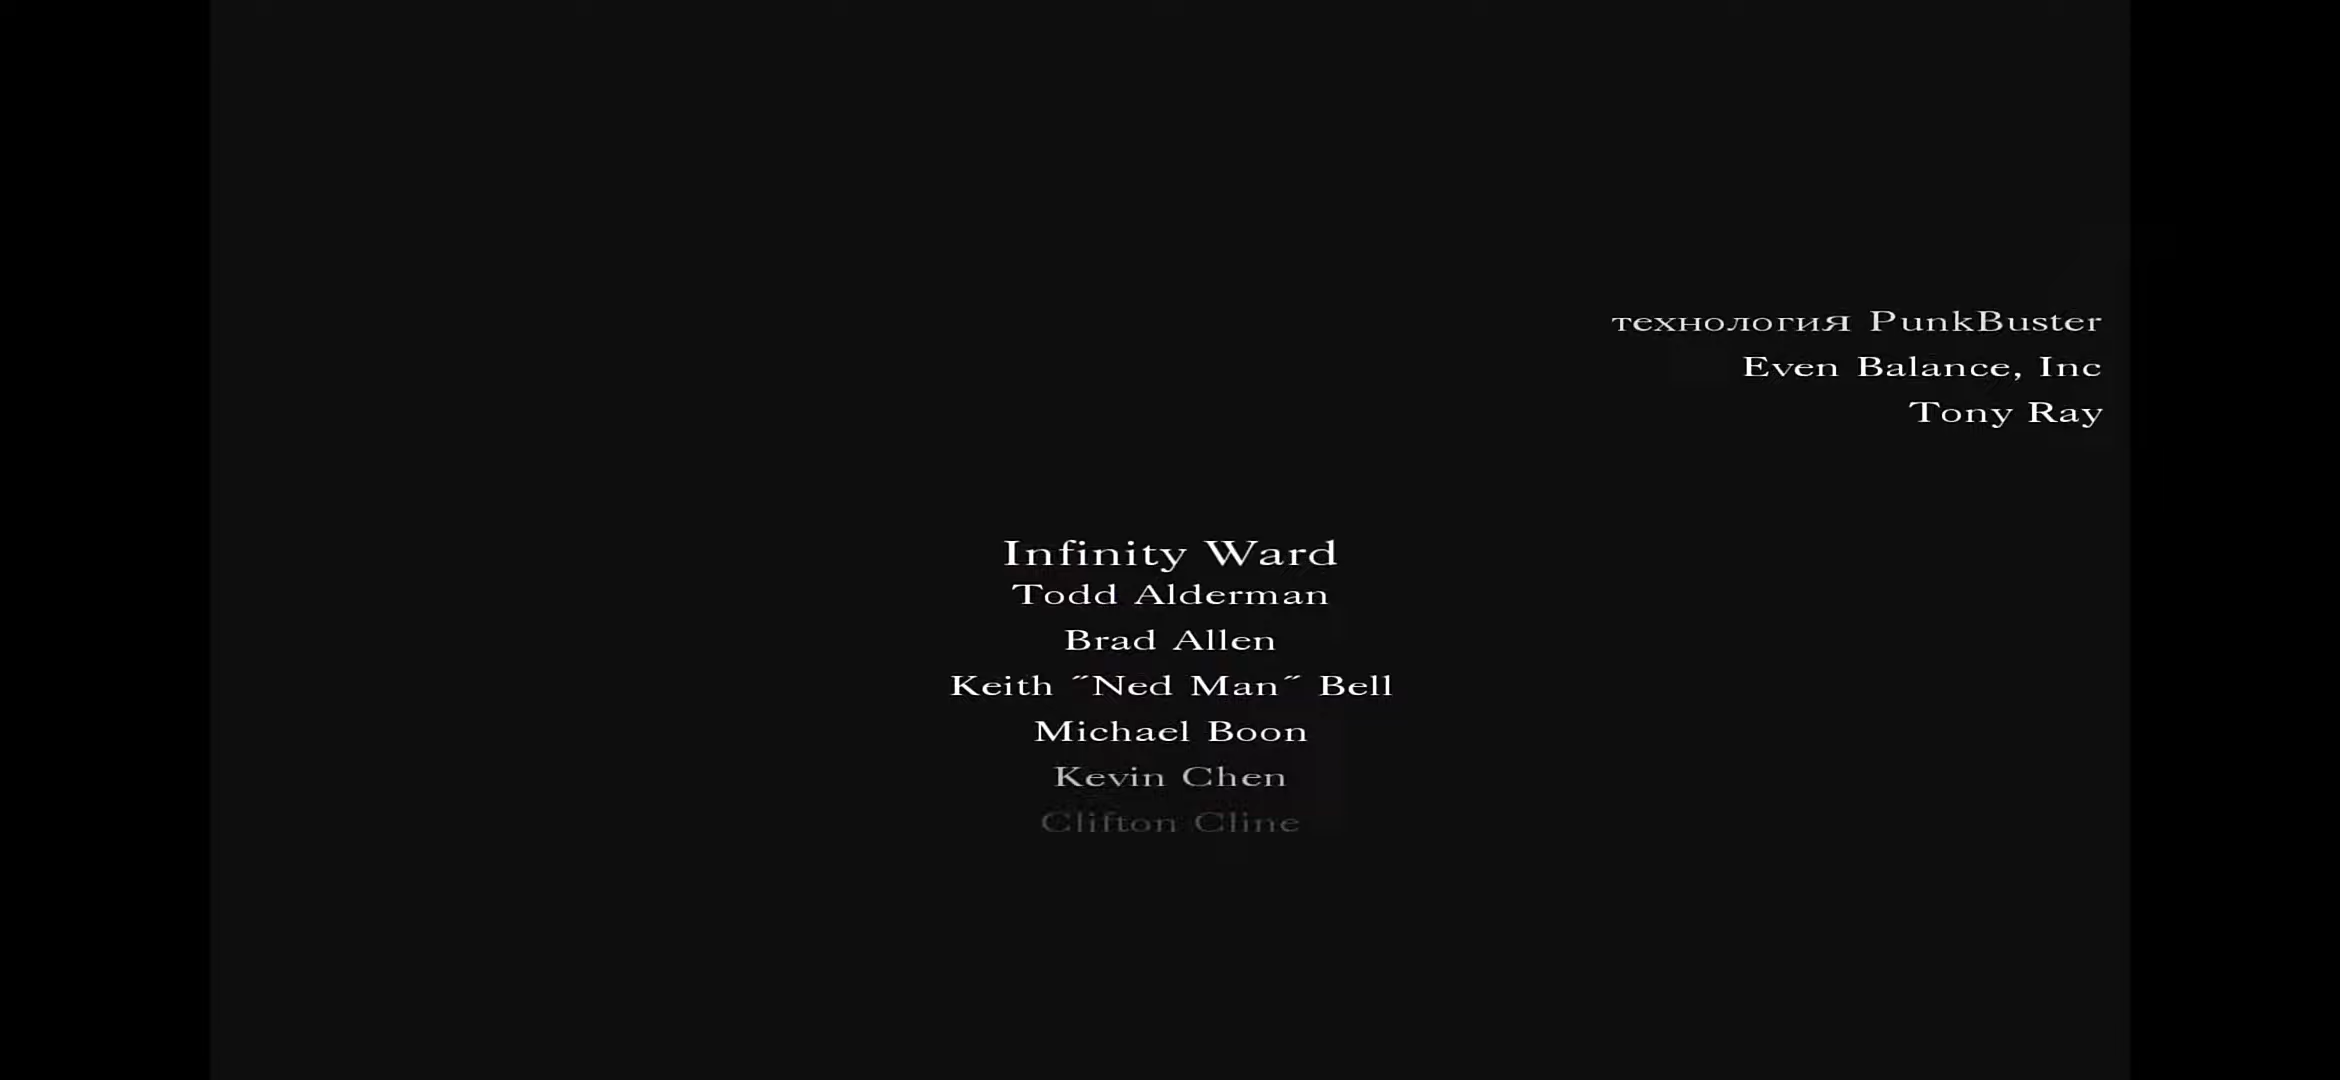 технология PunkBuster
Even Balance, Inc
Tony Ray
Infinity Ward
Todd Alderman
Brad Allen
Keith ˝Ned Man˝ Bell
Michael Boon
Kevin Chen
Clifton Cline